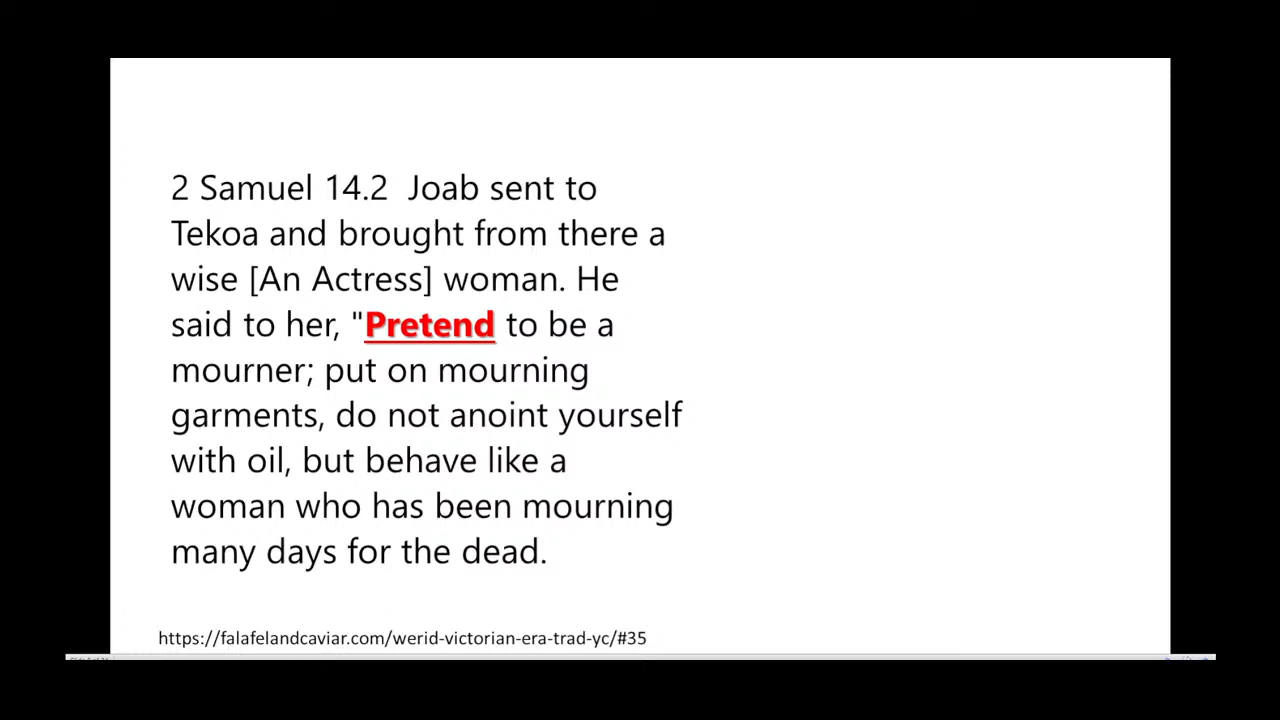 2 Samuel 14.2  Joab sent to
Tekoa and brought from there a
wise [An Actress] woman. He
said to her, "Pretend to be a
mourner; put on mourning
garments, do not anoint yourself
with oil, but behave like a
woman who has been mourning
many days for the dead.
https://falafelandcaviar.com/werid-victorian-era-trad-yc/#35